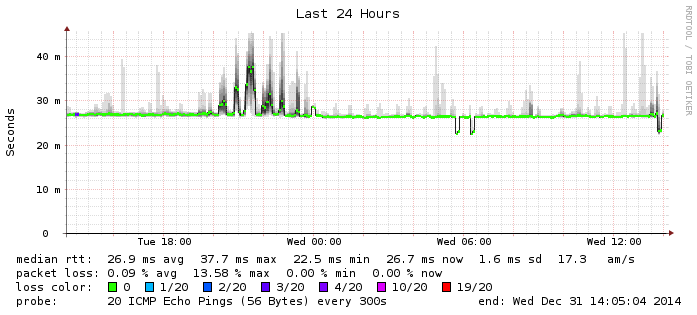 Last 24 Hours
RRDTOOL / TOBI OETIKER
Seconds
40 m
30 m
20 m
10 m
0
Tue 18:00 Wed 00:00 Wed 06:00 Wed 12:00
median rtt: 26.9 ms avg 37.7 ms max 22.5 ms min 26.7 ms now 1.6 ms sd 17.3 am/s
packet loss: 0.09 % avg 13.58 % max 0.00 % min 0.00 % now
loss color: 0 1/20 2/20 3/20 4/20 10/20 19/20
probe: 20 ICMP Echo Pings (56 Bytes) every 300s end: Wed Dec 31 14:05:04 2014